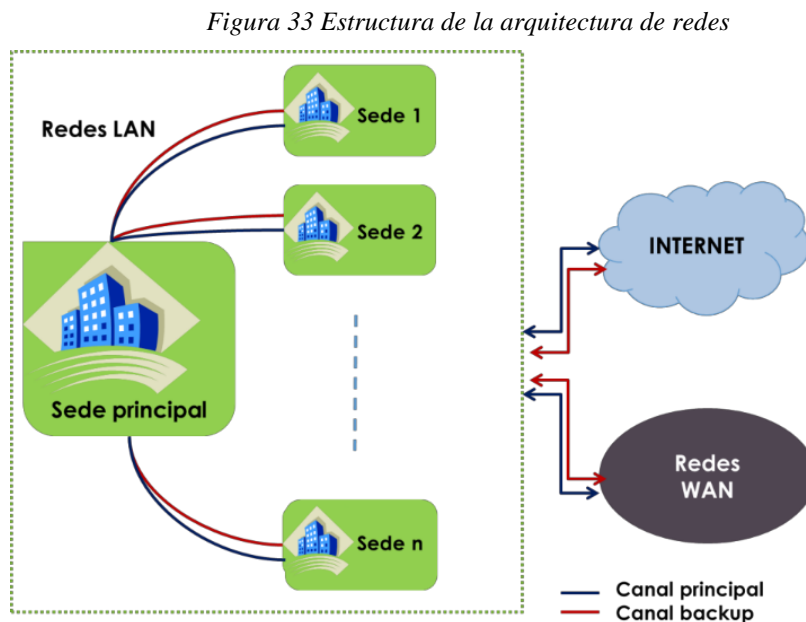 Figura 33 Estructura de la arquitectura de redes
Redes LAN
Sede 1
Sede 2
Sede principal
Sede n
INTERNET
Redes
WAN
Canal principal
Canal backup